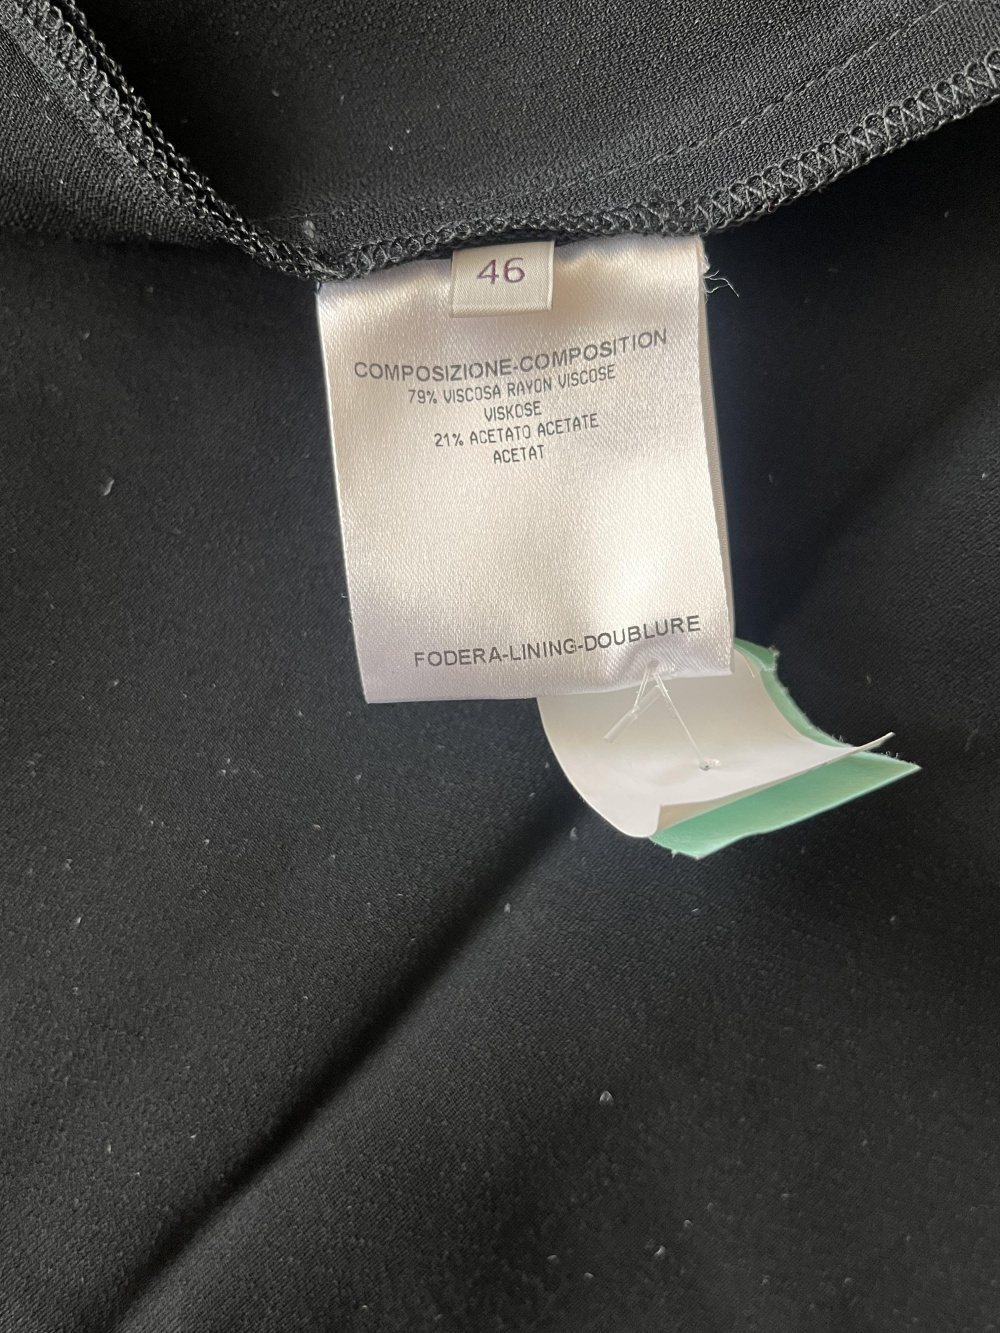 46
COMPOSIZIONE-COMPOSITION
79% VISCOSA RAYON VISCOSE
VISKOSE
21% ACETATO ACETATE
ACETAT
FODERA-LINING-DOUBLURE